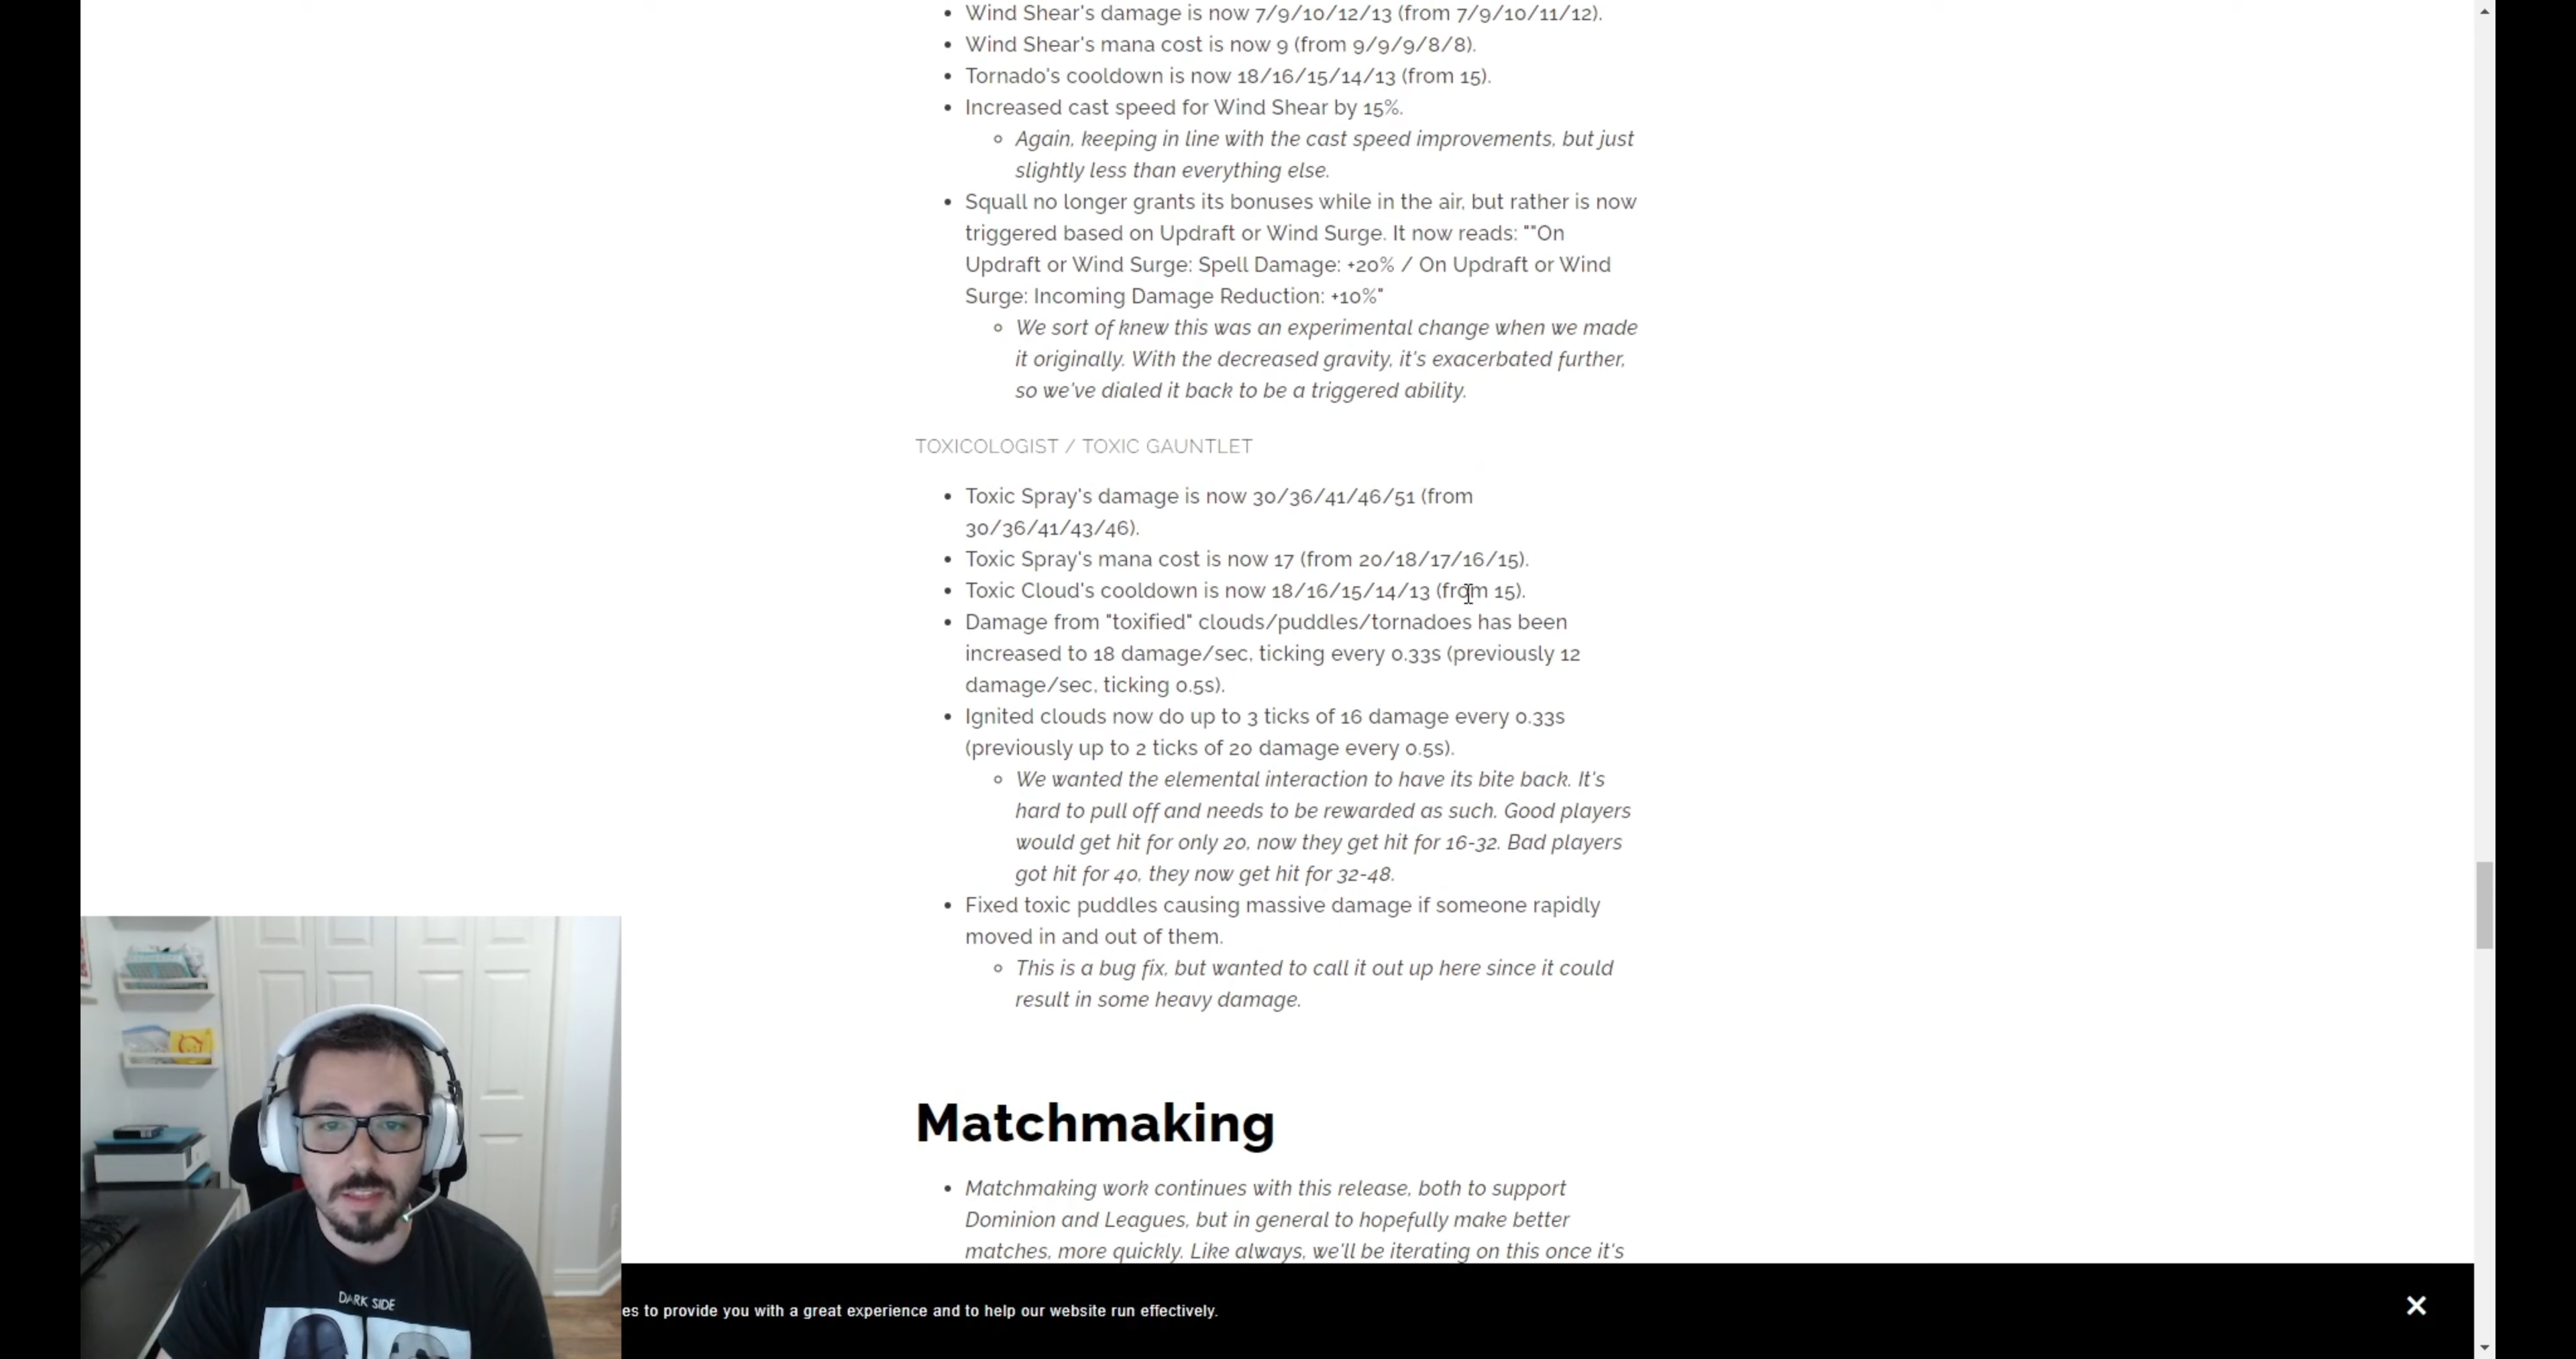 Wind Shear's damage is now 7/9/10/12/13 (from 7/9/10/11/12).
Wind Shear's mana cost is now 9 (from 9/9/9/8/8).
Tornado's cooldown is now 18/16/15/14/13 (from 15).
Increased cast speed for Wind Shear by 15%.
Again, keeping in line with the cast speed improvements, but just
slightly less than everything else.
Squall no longer grants its bonuses while in the air, but rather is now
triggered based on Updraft or Wind Surge. It now reads: ""On
Updraft or Wind Surge: Spell Damage: +20% / On Updraft or Wind
Surge: Incoming Damage Reduction: +10%"
We sort of knew this was an experimental change when we made
it originally. With the decreased gravity, it's exacerbated further,
so we've dialed it back to be a triggered ability.
TOXICOLOGIST / TOXIC GAUNTLET
Toxic Spray's damage is now 30/36/41/46/51 (from
30/36/41/43/46).
Toxic Spray's mana cost is now 17 (from 20/18/17/16/15).
Toxic Cloud's cooldown is now 18/16/15/14/13 (from 15).
Damage from "toxified" clouds/puddles/tornadoes has been
increased to 18 damage/sec, ticking every 0.33s (previously 12
damage/sec, ticking 0.5s).
Ignited clouds now do up to 3 ticks of 16 damage every 0.33s
(previously up to 2 ticks of 20 damage every 0.5s).
We wanted the elemental interaction to have its bite back. It's
hard to pull off and needs to be rewarded as such. Good players
would get hit for only 20, now they get hit for 16-32. Bad players
got hit for 40, they now get hit for 32-48.
Fixed toxic puddles causing massive damage if someone rapidly
moved in and out of them.
This is a bug fix, but wanted to call it out up here since it could
result in some heavy damage.
Matchmaking
Matchmaking work continues with this release, both to support
Dominion and Leagues, but in general to hopefully make better
matches, more quickly. Like always, we'll be iterating on this once it's
es to provide you with a great experience and to help our website run effectively.
DARK SIDE